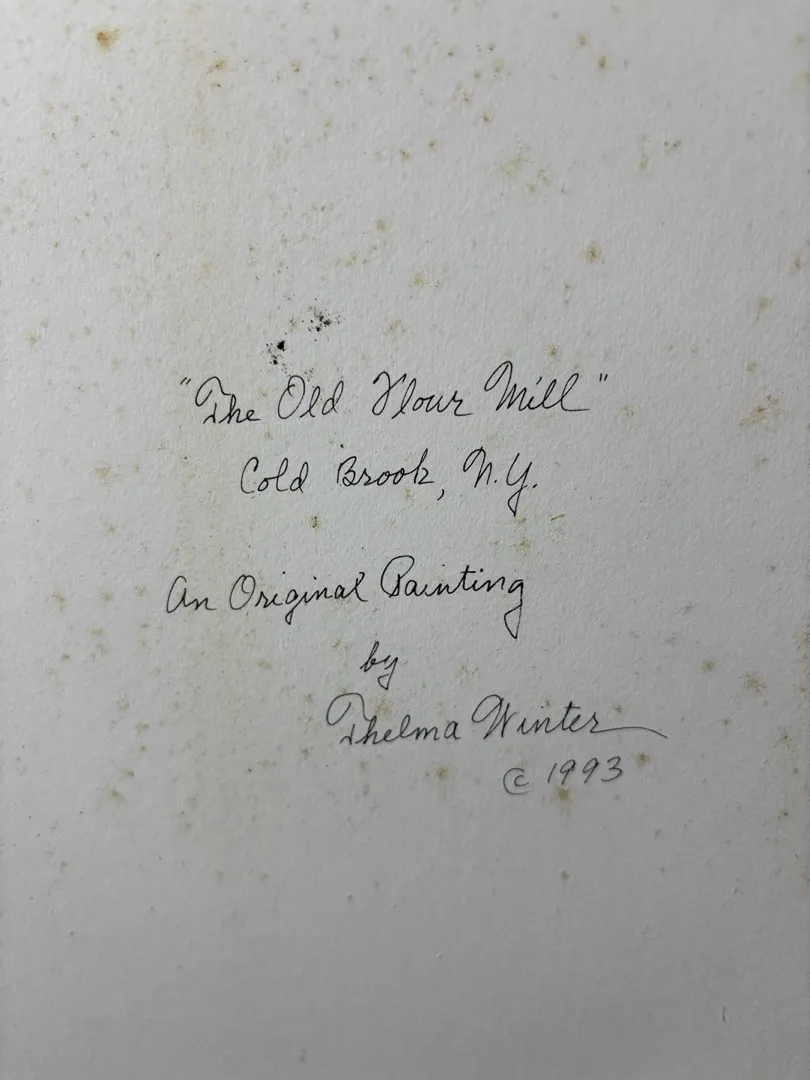 "The Old Flour Mill"
Cold Brook, N.Y.
An Original Painting
by
Thelma Winter
© 1993